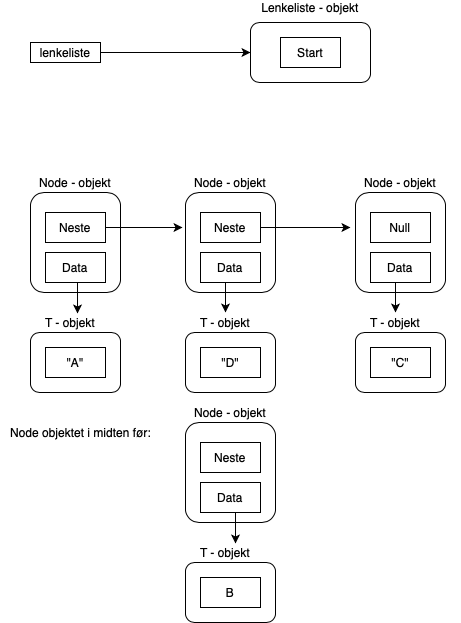 Lenkeliste - objekt
lenkeliste
Start
Node - objekt
Node - objekt
Node - objekt
Neste
Neste
Null
Data
Data
Data
T - objekt
T - objekt
T - objekt
"A"
"D"
"C"
Node - objekt
Node objektet i midten før:
Neste
Data
T - objekt
B